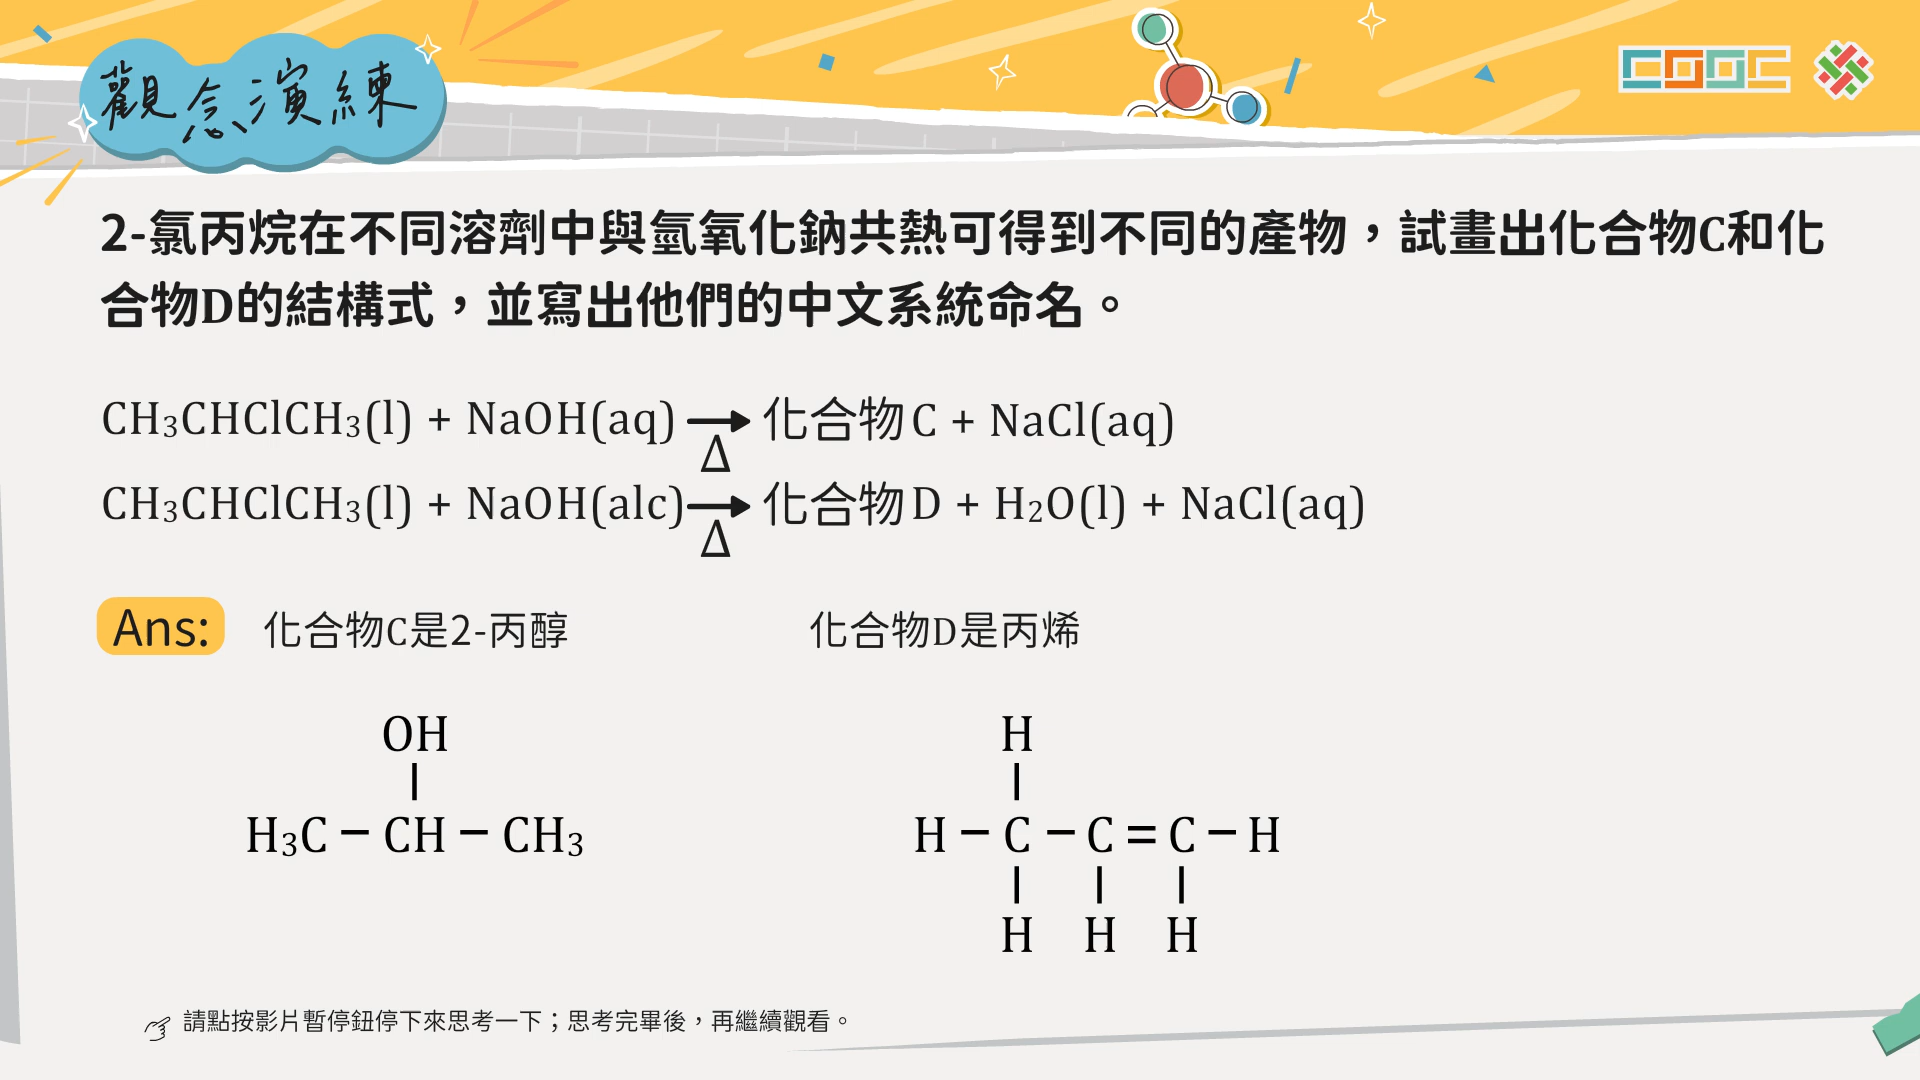 觀念演練
COOC
2-氯丙烷在不同溶劑中與氫氧化鈉共熱可得到不同的產物，試畫出化合物C和化
合物D的結構式，並寫出他們的中文系統命名。
CH₃CHClCH₃(l) + NaOH(aq) → 化合物C + NaCl(aq)
Δ
CH₃CHClCH₃(l) + NaOH(alc) → 化合物D + H₂O(l) + NaCl(aq)
Δ
Ans: 化合物C是2-丙醇 化合物D是丙烯
OH H
H₃C − CH − CH₃ H − C − C = C − H
H H H
請點按影片暫停鈕停下來思考一下；思考完畢後，再繼續觀看。